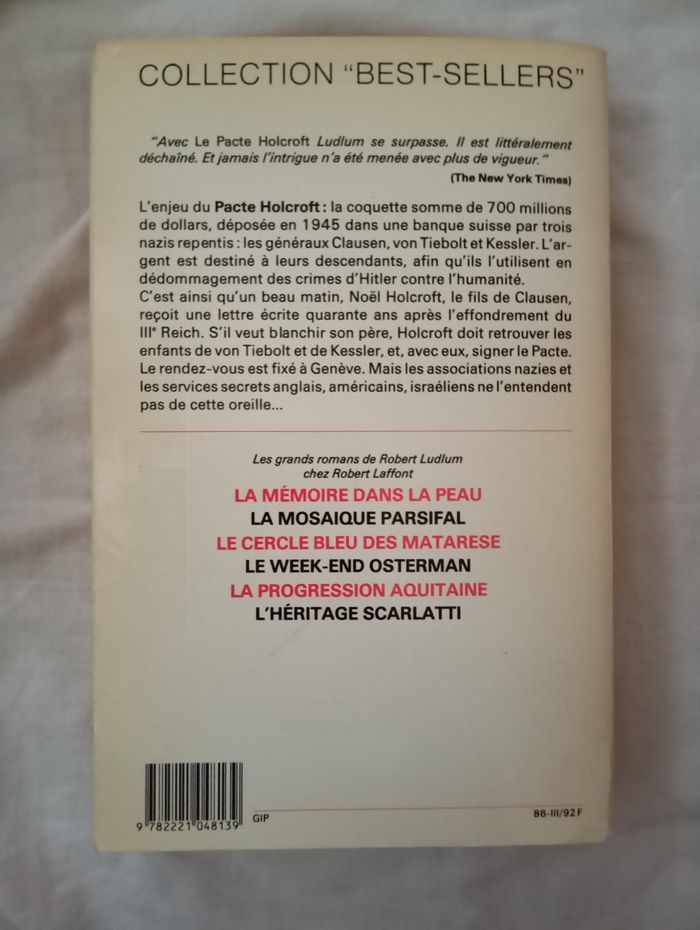 COLLECTION "BEST-SELLERS"
"Avec Le Pacte Holcroft Ludlum se surpasse. Il est littéralement
déchaîné. Et jamais l'intrigue n'a été menée avec plus de vigueur."
(The New York Times)
L'enjeu du Pacte Holcroft : la coquette somme de 700 millions
de dollars, déposée en 1945 dans une banque suisse par trois
nazis repentis : les généraux Clausen, von Tiebolt et Kessler. L'ar-
gent est destiné à leurs descendants, afin qu'ils l'utilisent en
dédommagement des crimes d'Hitler contre l'humanité.
C'est ainsi qu'un beau matin, Noël Holcroft, le fils de Clausen,
reçoit une lettre écrite quarante ans après l'effondrement du
IIIe Reich. S'il veut blanchir son père, Holcroft doit retrouver les
enfants de von Tiebolt et de Kessler, et, avec eux, signer le Pacte.
Le rendez-vous est fixé à Genève. Mais les associations nazies et
les services secrets anglais, américains, israéliens ne l'entendent
pas de cette oreille...
Les grands romans de Robert Ludlum
chez Robert Laffont
LA MÉMOIRE DANS LA PEAU
LA MOSAIQUE PARSIFAL
LE CERCLE BLEU DES MATARESE
LE WEEK-END OSTERMAN
LA PROGRESSION AQUITAINE
L'HÉRITAGE SCARLATTI
9 782221 048139
GIP
86-III/92 F